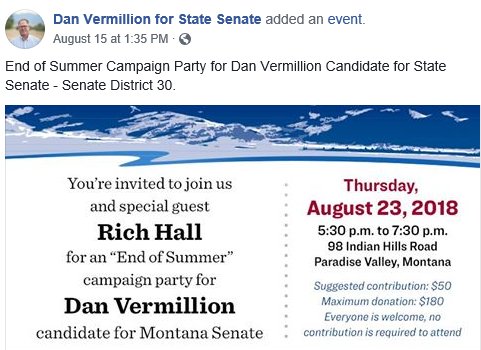 Dan Vermillion for State Senate added an event.
August 15 at 1:35 PM ·
End of Summer Campaign Party for Dan Vermillion Candidate for State
Senate - Senate District 30.
You're invited to join us
and special guest
Rich Hall
for an “End of Summer”
campaign party for
Dan Vermillion
candidate for Montana Senate
Thursday,
August 23, 2018
5:30 p.m. to 7:30 p.m.
98 Indian Hills Road
Paradise Valley, Montana
Suggested contribution: $50
Maximum donation: $180
Everyone is welcome, no
contribution is required to attend